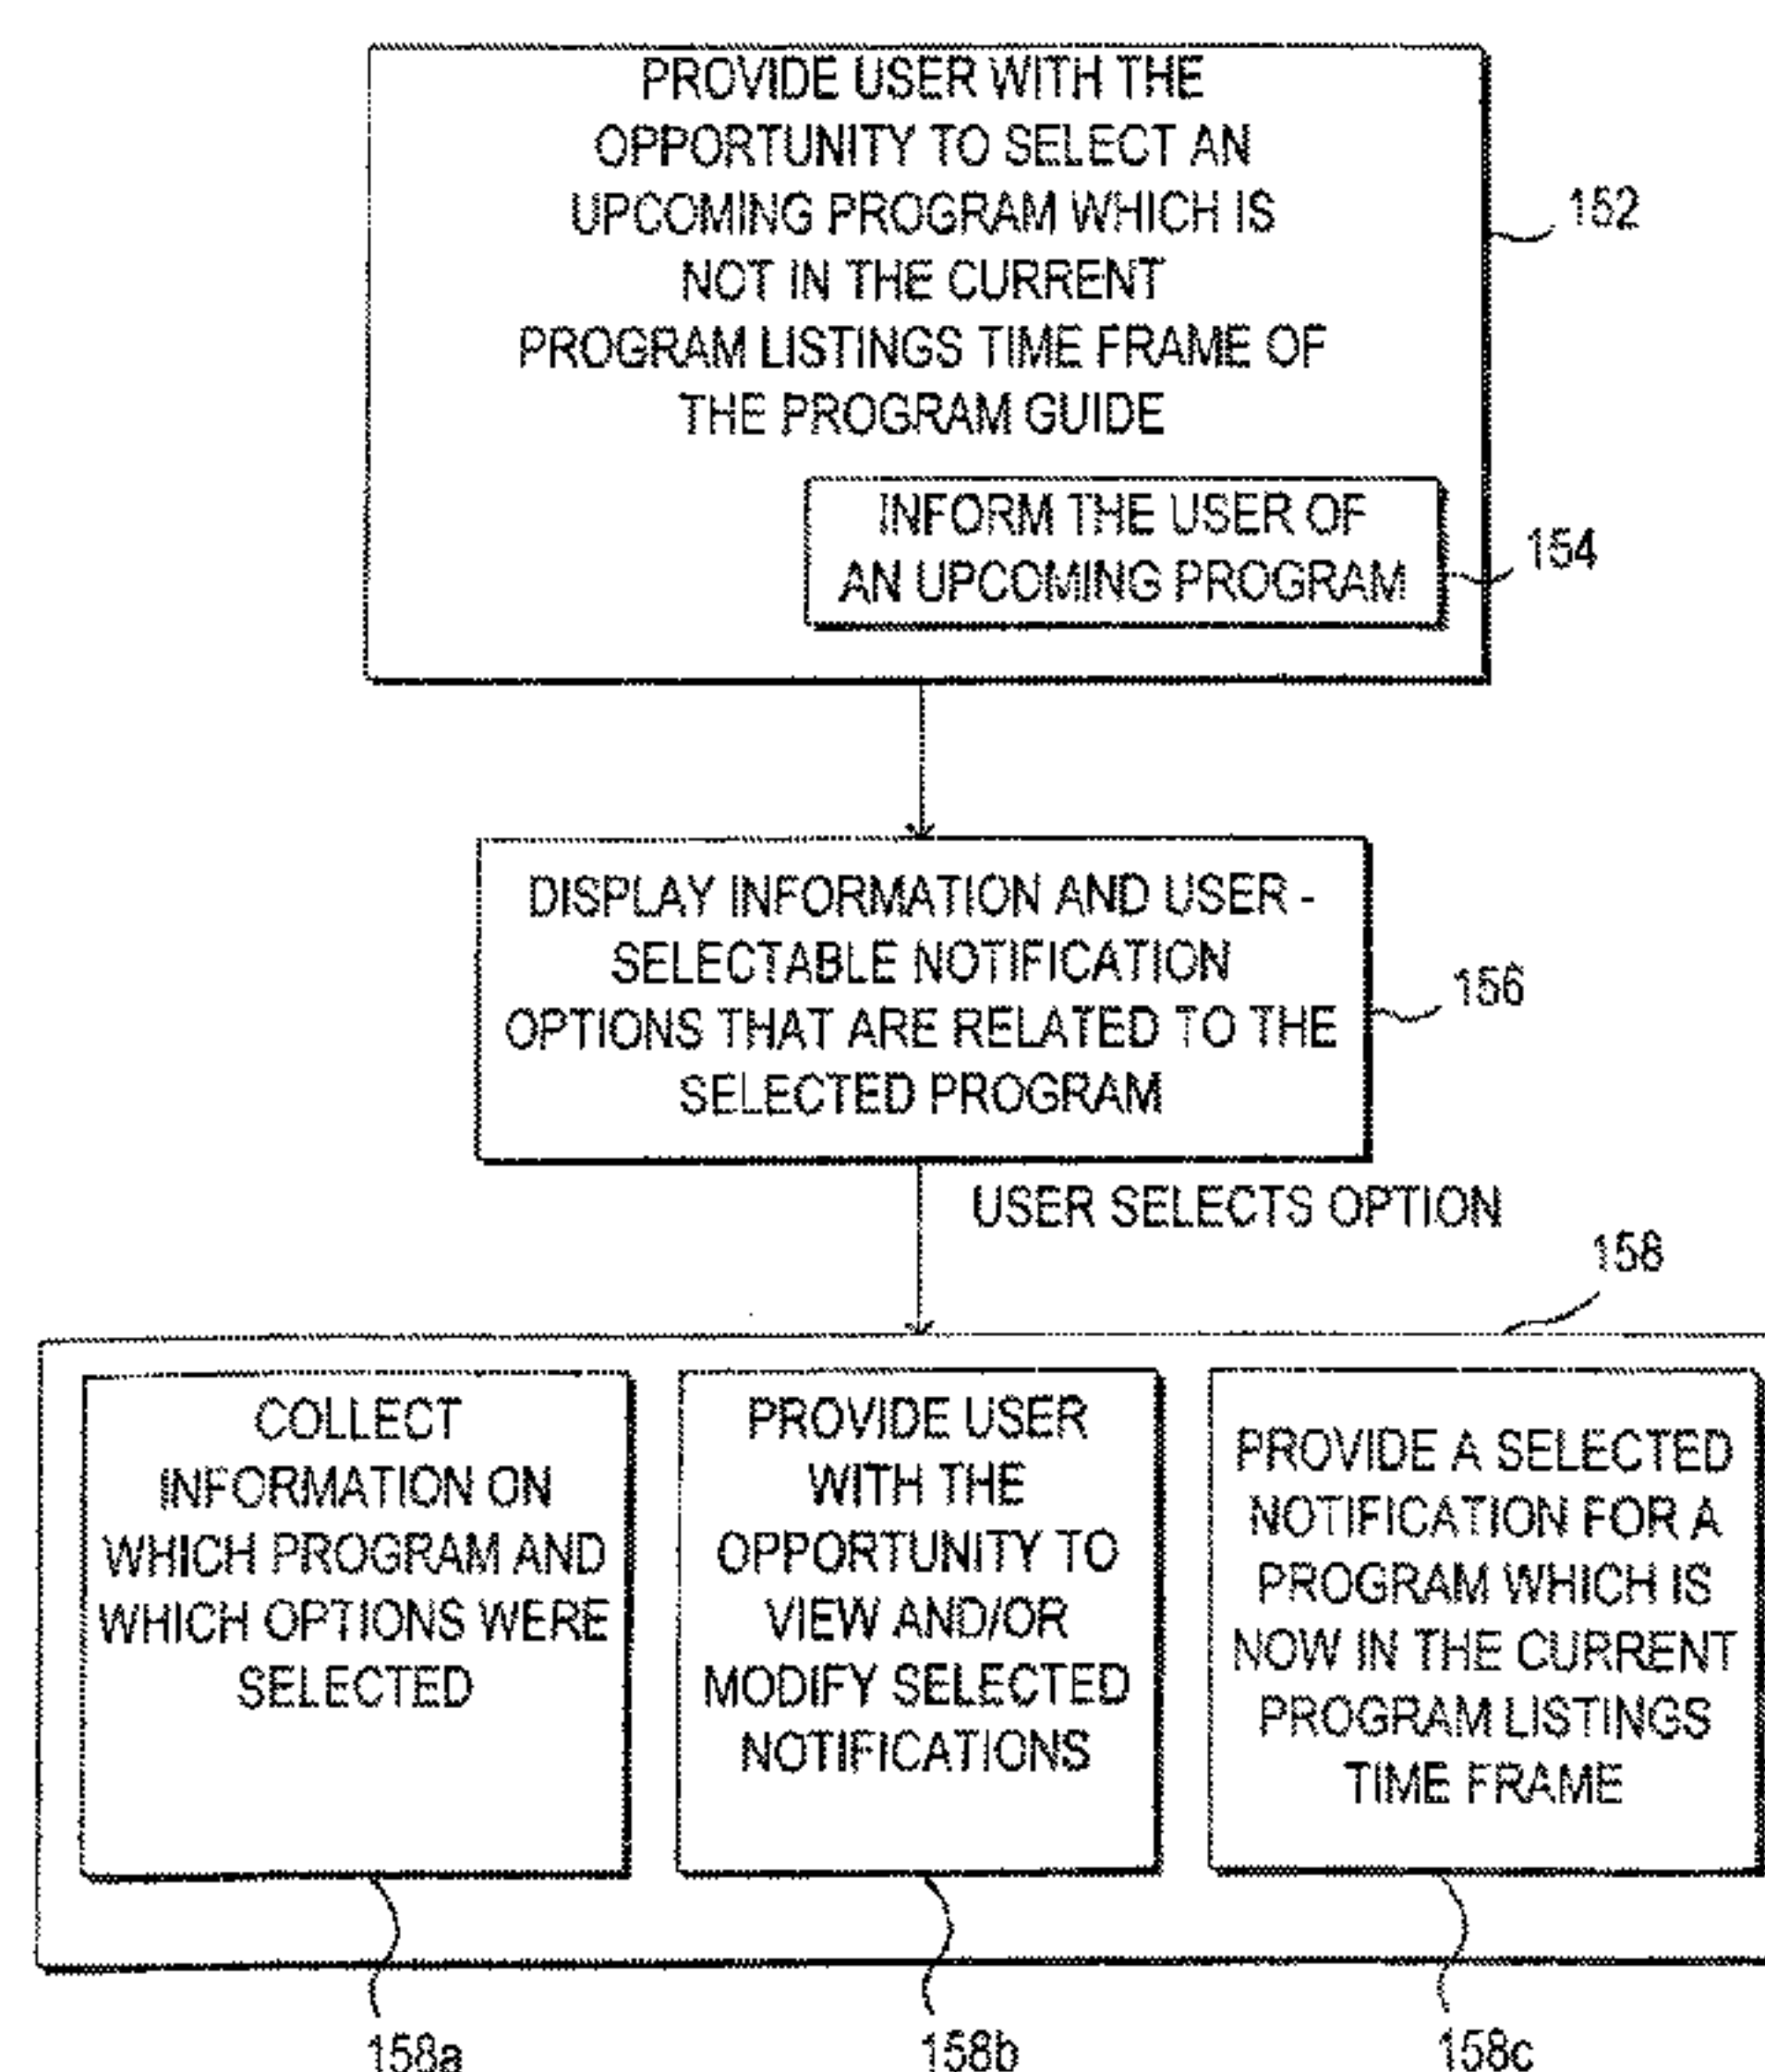 PROVIDE USER WITH THE
OPPORTUNITY TO SELECT AN
UPCOMING PROGRAM WHICH IS
NOT IN THE CURRENT
PROGRAM LISTINGS TIME FRAME OF
THE PROGRAM GUIDE
152
INFORM THE USER OF
AN UPCOMING PROGRAM
154
DISPLAY INFORMATION AND USER -
SELECTABLE NOTIFICATION
OPTIONS THAT ARE RELATED TO THE
SELECTED PROGRAM
156
USER SELECTS OPTION
158
COLLECT
INFORMATION ON
WHICH PROGRAM AND
WHICH OPTIONS WERE
SELECTED
PROVIDE USER
WITH THE
OPPORTUNITY TO
VIEW AND/OR
MODIFY SELECTED
NOTIFICATIONS
PROVIDE A SELECTED
NOTIFICATION FOR A
PROGRAM WHICH IS
NOW IN THE CURRENT
PROGRAM LISTINGS
TIME FRAME
158a
158b
158c